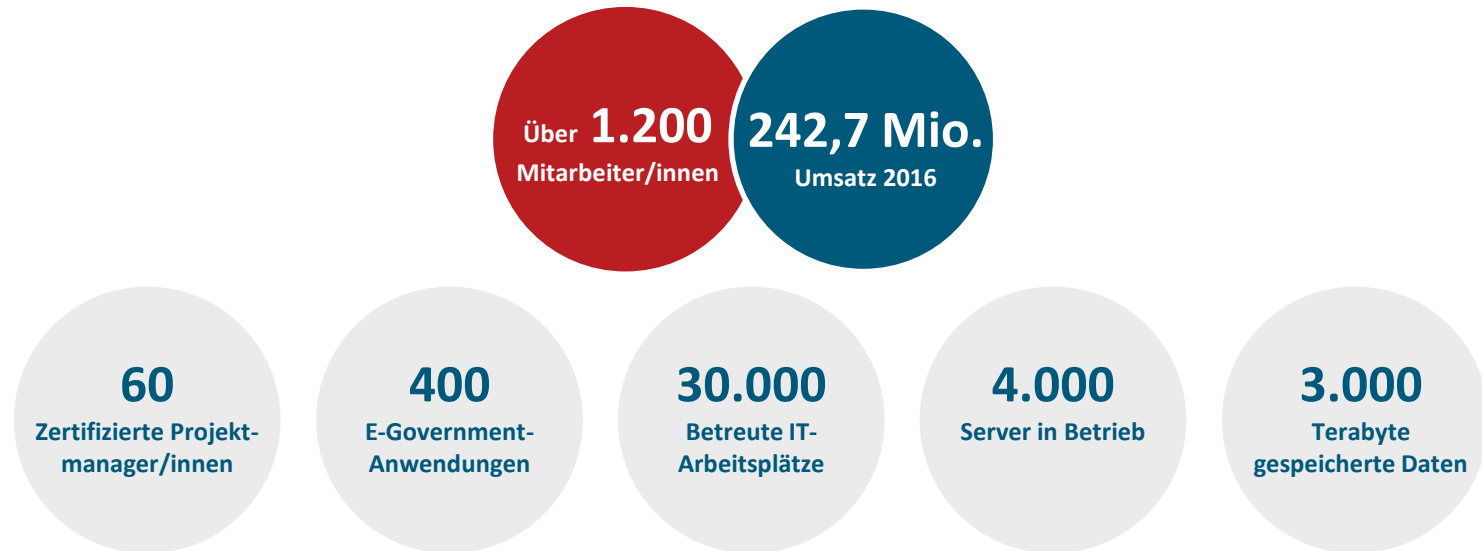 Über 1.200
Mitarbeiter/innen
242,7 Mio.
Umsatz 2016
60
Zertifizierte Projekt-
manager/innen
400
E-Government-
Anwendungen
30.000
Betreute IT-
Arbeitsplätze
4.000
Server in Betrieb
3.000
Terabyte
gespeicherte Daten